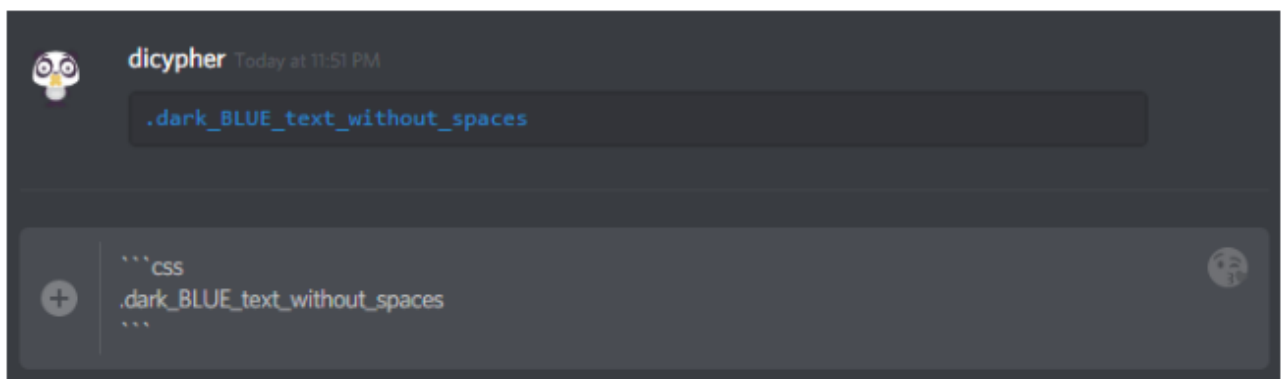 dicypher Today at 11:51 PM
.dark_BLUE_text_without_spaces
```css
.dark_BLUE_text_without_spaces
```